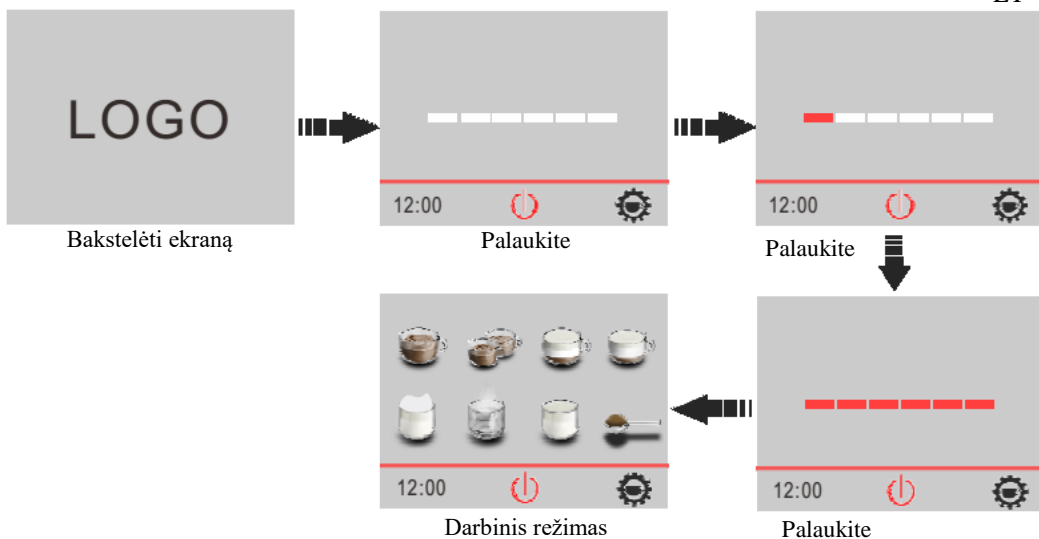 LOGO
Bakstelėti ekraną
12:00
Palaukite
12:00
Palaukite
12:00
Darbinis režimas
12:00
Palaukite